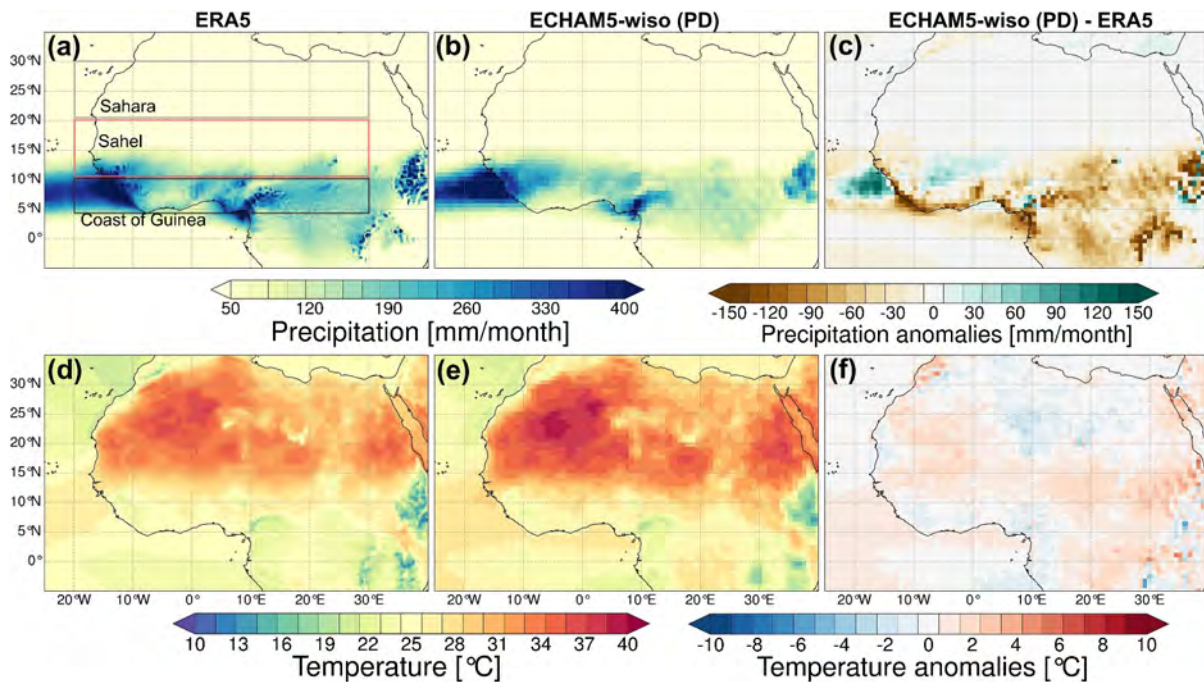 ERA5 ECHAM5-wiso (PD) ECHAM5-wiso (PD) - ERA5
(a) (b) (c)
30°N
25°N
20°N
15°N
10°N
5°N
0°
Sahara
Sahel
Coast of Guinea
50 120 190 260 330 400
Precipitation [mm/month]
-150 -120 -90 -60 -30 0 30 60 90 120 150
Precipitation anomalies [mm/month]
(d) (e) (f)
30°N
25°N
20°N
15°N
10°N
5°N
0°
20°W 10°W 0° 10°E 20°E 30°E 20°W 10°W 0° 10°E 20°E 30°E 20°W 10°W 0° 10°E 20°E 30°E
10 13 16 19 22 25 28 31 34 37 40
Temperature [°C]
-10 -8 -6 -4 -2 0 2 4 6 8 10
Temperature anomalies [°C]